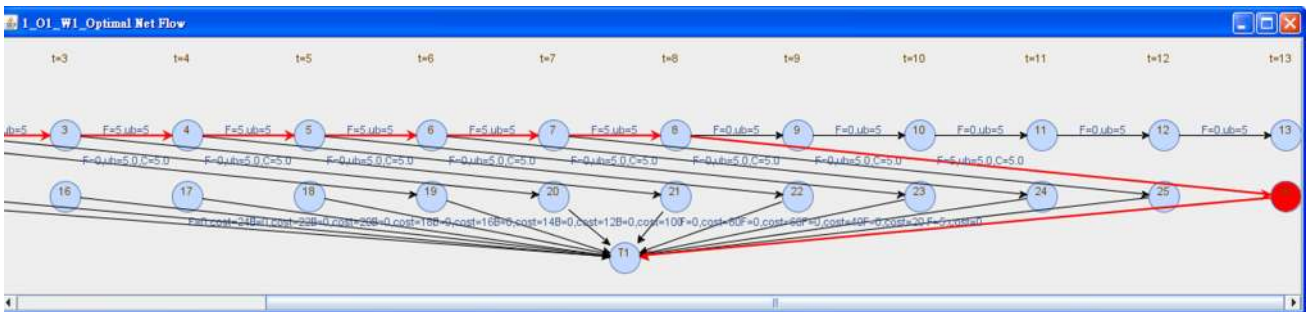 1_O1_W1_Optimal Net Flow
t=3 t=4 t=5 t=6 t=7 t=8 t=9 t=10 t=11 t=12 t=13
ub=5 3 F=5,ub=5 4 F=5,ub=5 5 F=5,ub=5 6 F=5,ub=5 7 F=5,ub=5 8 F=0,ub=5 9 F=0,ub=5 10 F=0,ub=5 11 F=0,ub=5 12 F=0,ub=5 13
F=0,ub=5.0,C=5.0 F=0,ub=5.0,C=5.0 F=0,ub=5.0,C=5.0 F=0,ub=5.0,C=5.0 F=0,ub=5.0,C=5.0 F=0,ub=5.0,C=5.0 F=0,ub=5.0,C=5.0 F=5,ub=5.0,C=5.0
16 17 18 19 20 21 22 23 24 25
T1